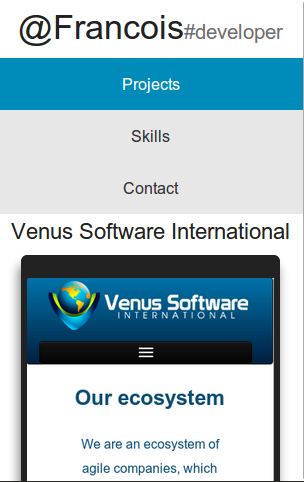 @Francois#developer
Projects
Skills
Contact
Venus Software International
Venus Software
INTERNATIONAL
Our ecosystem
We are an ecosystem of
agile companies, which